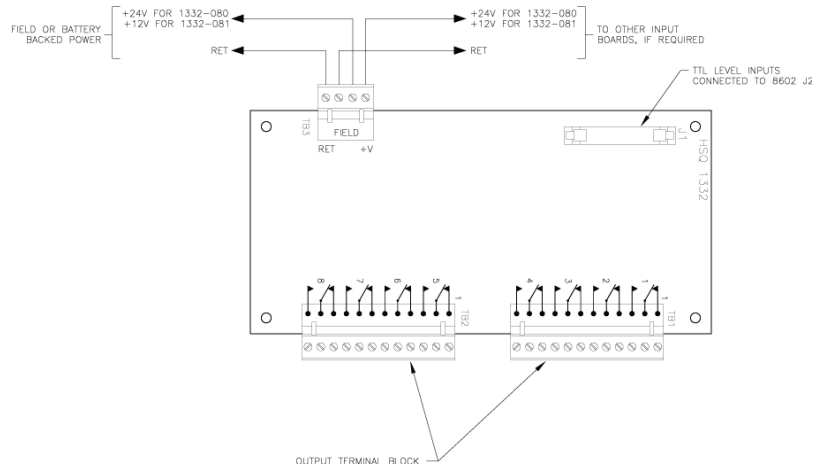 +24V FOR 1332-080
+12V FOR 1332-081
FIELD OR BATTERY
BACKED POWER
RET
+24V FOR 1332-080
+12V FOR 1332-081
TO OTHER INPUT
BOARDS, IF REQUIRED
RET
TTL LEVEL INPUTS
CONNECTED TO 8602 J2
TB3
FIELD
RET +V
J1
HSQ 1332
8 7 6 5 1
TB2
4 3 2 1 1
TB1
OUTPUT TERMINAL BLOCK